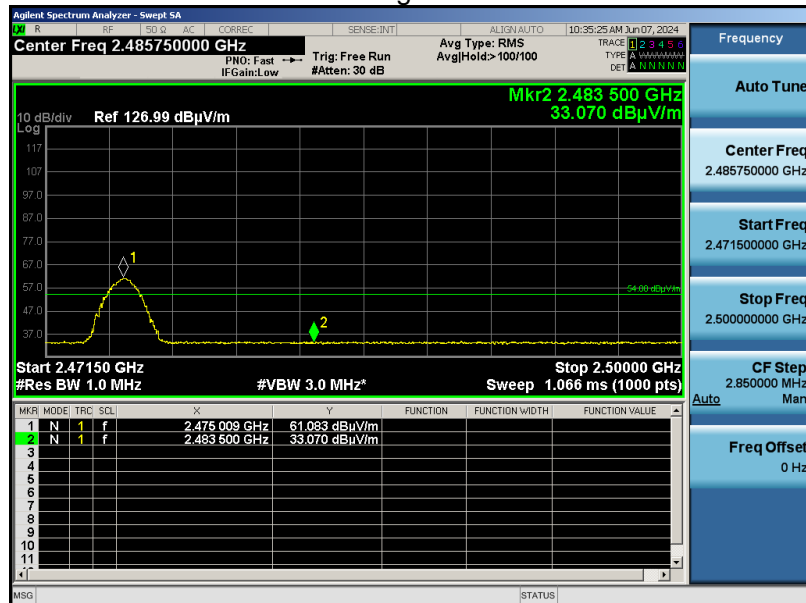 Agilent Spectrum Analyzer - Swept SA
LXI R RF 50 Ω AC CORREC SENSE:INT ALIGN AUTO 10:35:25 AM Jun 07, 2024
Center Freq 2.485750000 GHz
PNO: Fast
IFGain:Low
Trig: Free Run
#Atten: 30 dB
Avg Type: RMS
Avg|Hold:>100/100
TRACE 1 2 3 4 5 6
TYPE A WWWWW
DET A N N N N N
Mkr2 2.483 500 GHz
33.070 dBµV/m
10 dB/div Ref 126.99 dBµV/m
Log
117
107
97.0
87.0
77.0
67.0
57.0
47.0
37.0
1
2
54.00 dBµV/m
Start 2.47150 GHz Stop 2.50000 GHz
#Res BW 1.0 MHz #VBW 3.0 MHz* Sweep 1.066 ms (1000 pts)
MKR MODE TRC SCL X Y FUNCTION FUNCTION WIDTH FUNCTION VALUE
1 N 1 f 2.475 009 GHz 61.083 dBµV/m
2 N 1 f 2.483 500 GHz 33.070 dBµV/m
3
4
5
6
7
8
9
10
11
MSG STATUS
Frequency
Auto Tune
Center Freq
2.485750000 GHz
Start Freq
2.471500000 GHz
Stop Freq
2.500000000 GHz
CF Step
2.850000 MHz
Auto Man
Freq Offset
0 Hz